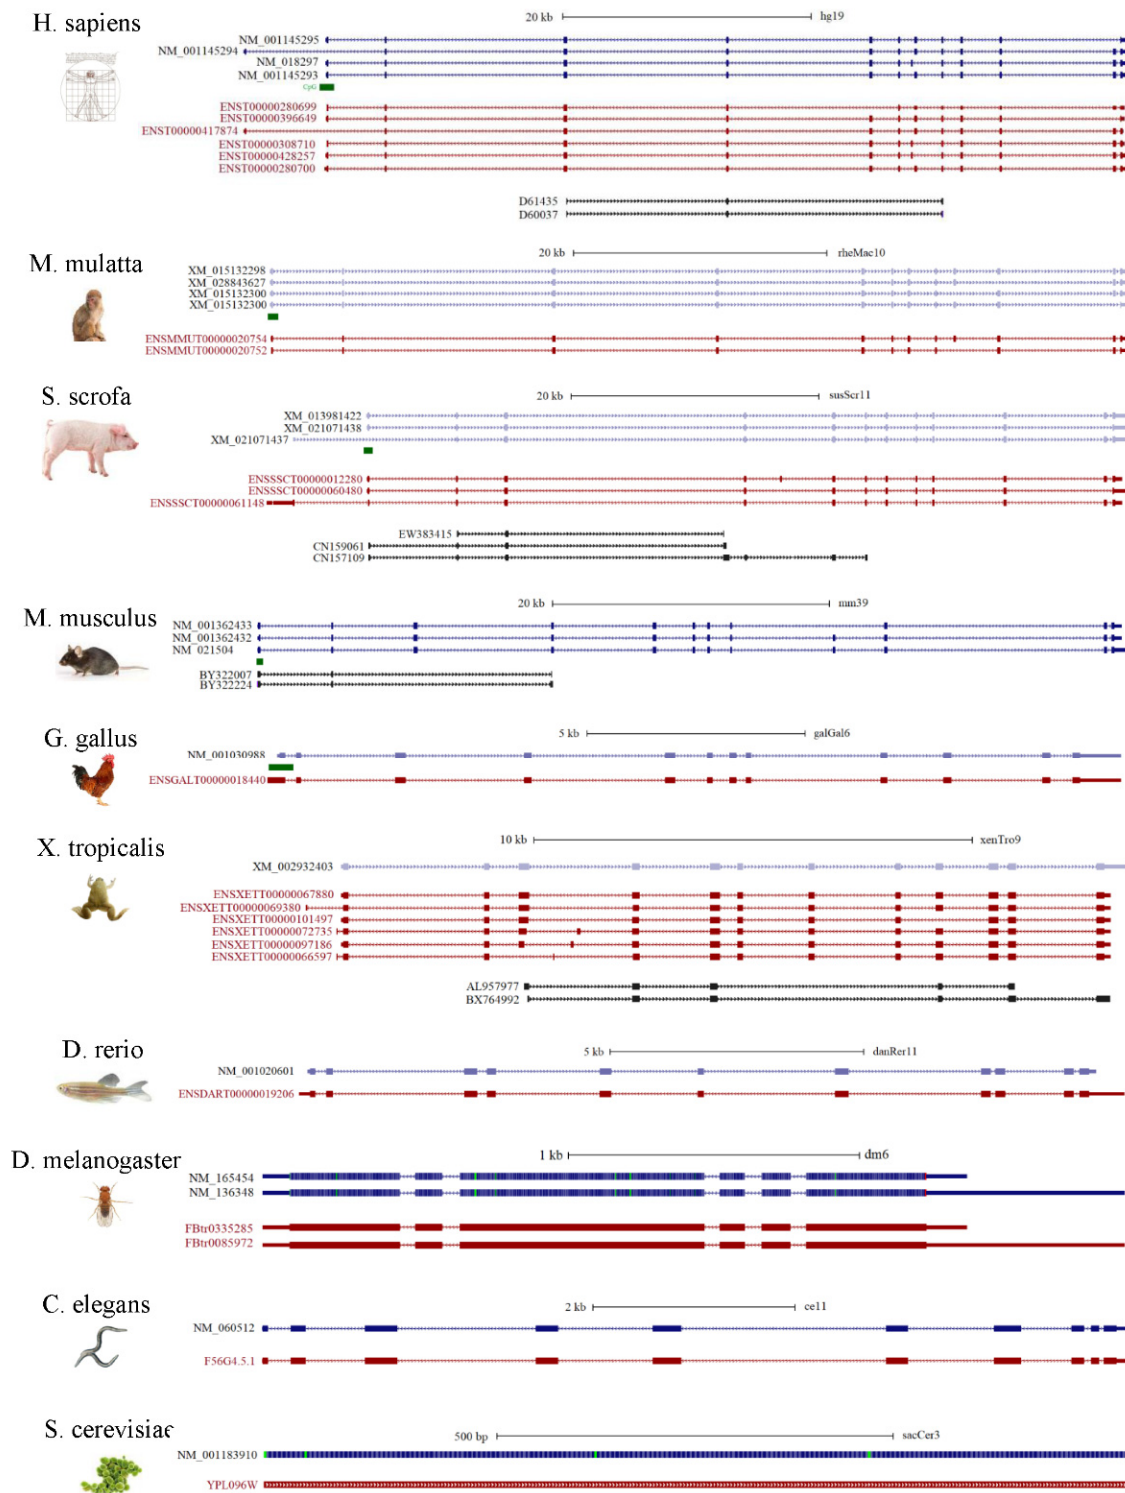 H. sapiens
20 kb hg19
NM_001145295
NM_001145294
NM_018297
NM_001145293
CpG
ENST00000280699
ENST00000396649
ENST00000417874
ENST00000308710
ENST00000428257
ENST00000280700
D61435
D60037
M. mulatta
20 kb rheMac10
XM_015132298
XM_028843627
XM_015132300
XM_015132300
ENSMMUT00000020754
ENSMMUT00000020752
S. scrofa
20 kb susScr11
XM_013981422
XM_021071438
XM_021071437
ENSSSCT00000012280
ENSSSCT00000060480
ENSSSCT00000061148
EW383415
CN159061
CN157109
M. musculus
20 kb mm39
NM_001362433
NM_001362432
NM_021504
BY322007
BY322224
G. gallus
5 kb galGal6
NM_001030988
ENSGALT00000018440
X. tropicalis
10 kb xenTro9
XM_002932403
ENSXETT00000067880
ENSXETT00000069380
ENSXETT00000101497
ENSXETT00000072735
ENSXETT00000097186
ENSXETT00000066597
AL957977
BX764992
D. rerio
5 kb danRer11
NM_001020601
ENSDART00000019206
D. melanogaster
1 kb dm6
NM_165454
NM_136348
FBtr0335285
FBtr0085972
C. elegans
2 kb ce11
NM_060512
F56G4.5.1
S. cerevisiae
500 bp sacCer3
NM_001183910
YPL096W